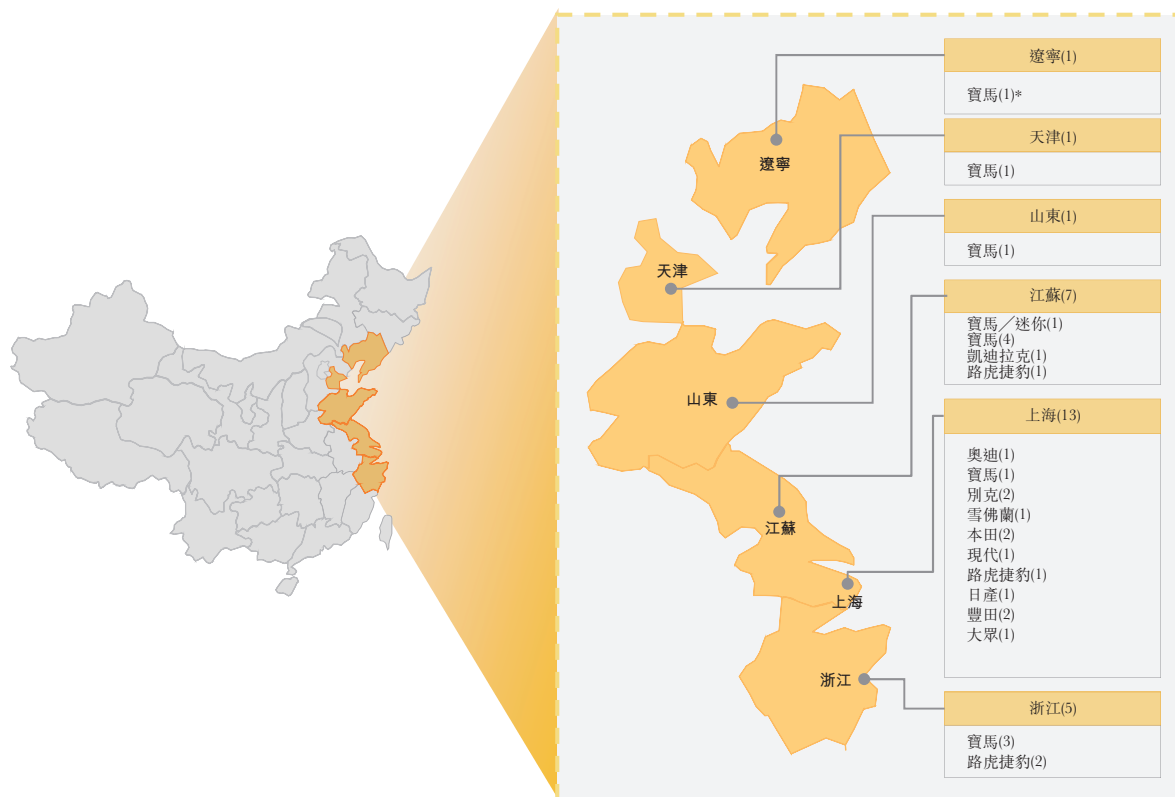 遼寧(1)
寶馬(1)*
天津(1)
寶馬(1)
山東(1)
寶馬(1)
江蘇(7)
寶馬／迷你(1)
寶馬(4)
凱迪拉克(1)
路虎捷豹(1)
上海(13)
奧迪(1)
寶馬(1)
別克(2)
雪佛蘭(1)
本田(2)
現代(1)
路虎捷豹(1)
日產(1)
豐田(2)
大眾(1)
浙江(5)
寶馬(3)
路虎捷豹(2)
遼寧
天津
山東
江蘇
上海
浙江